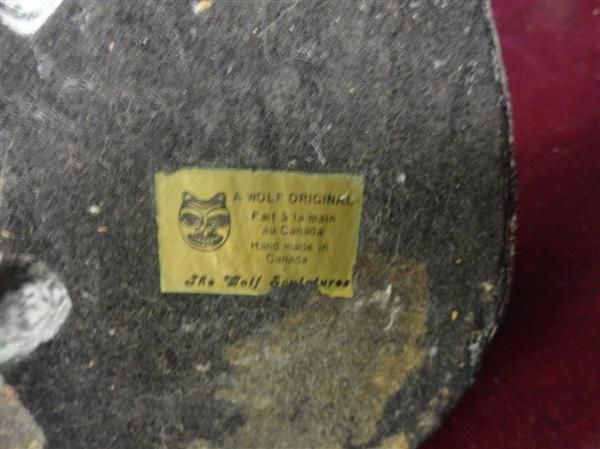 A WOLF ORIGINAL
Fait à la main
au Canada
Hand made in
Canada
The Wolf Sculptures